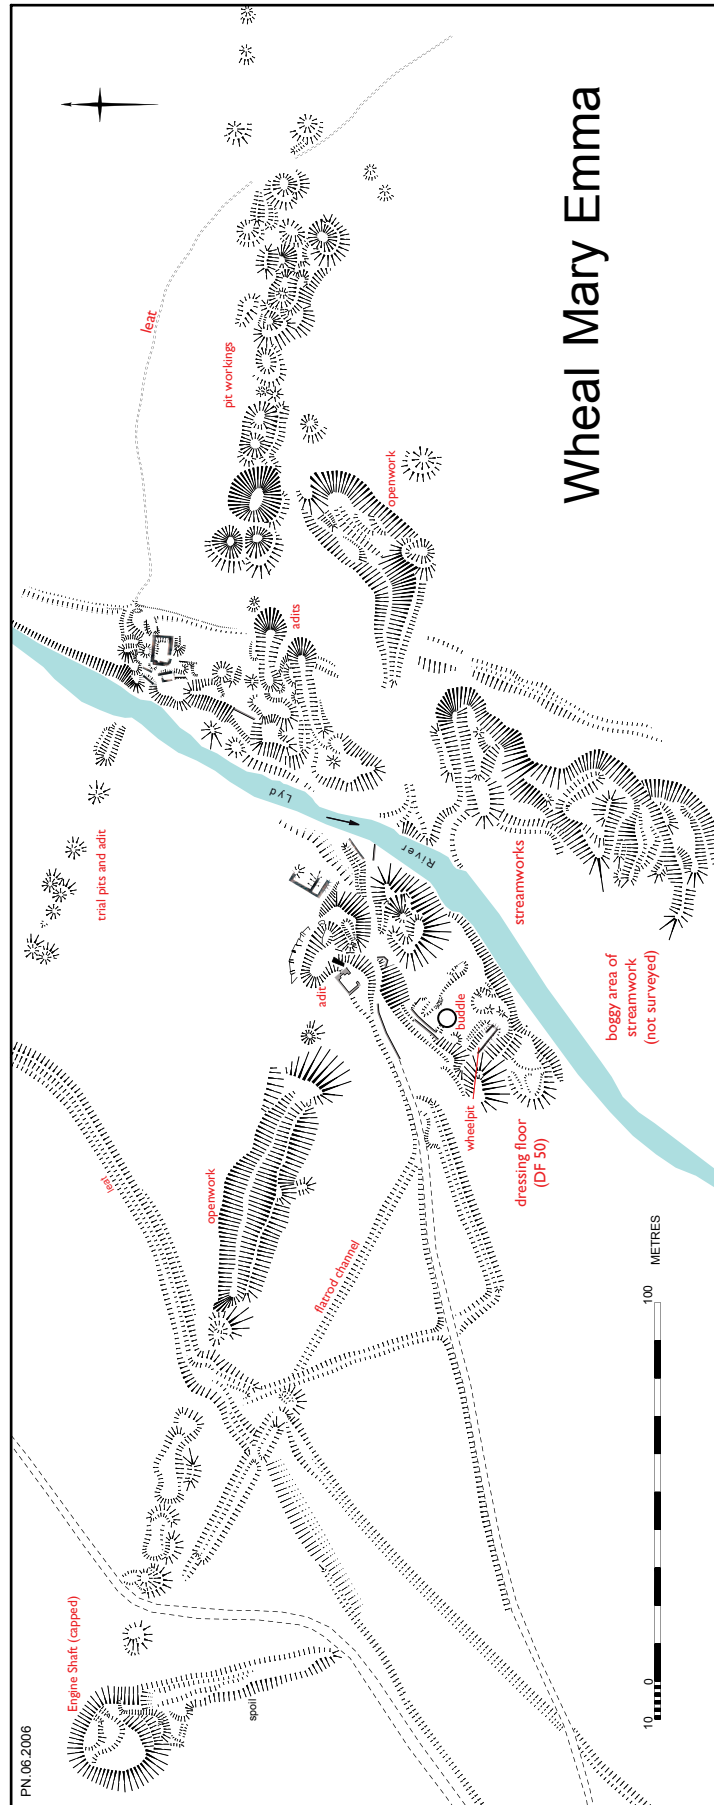 Wheal Mary Emma
leat
pit workings
openwork
adits
trial pits and adit
Lyd
River
streamworks
boggy area of
streamwork
(not surveyed)
adit
buddle
wheelpit
dressing floor
(DF 50)
openwork
leat
flatrod channel
Engine Shaft (capped)
spoil
10
0
100
METRES
PN.06.2006